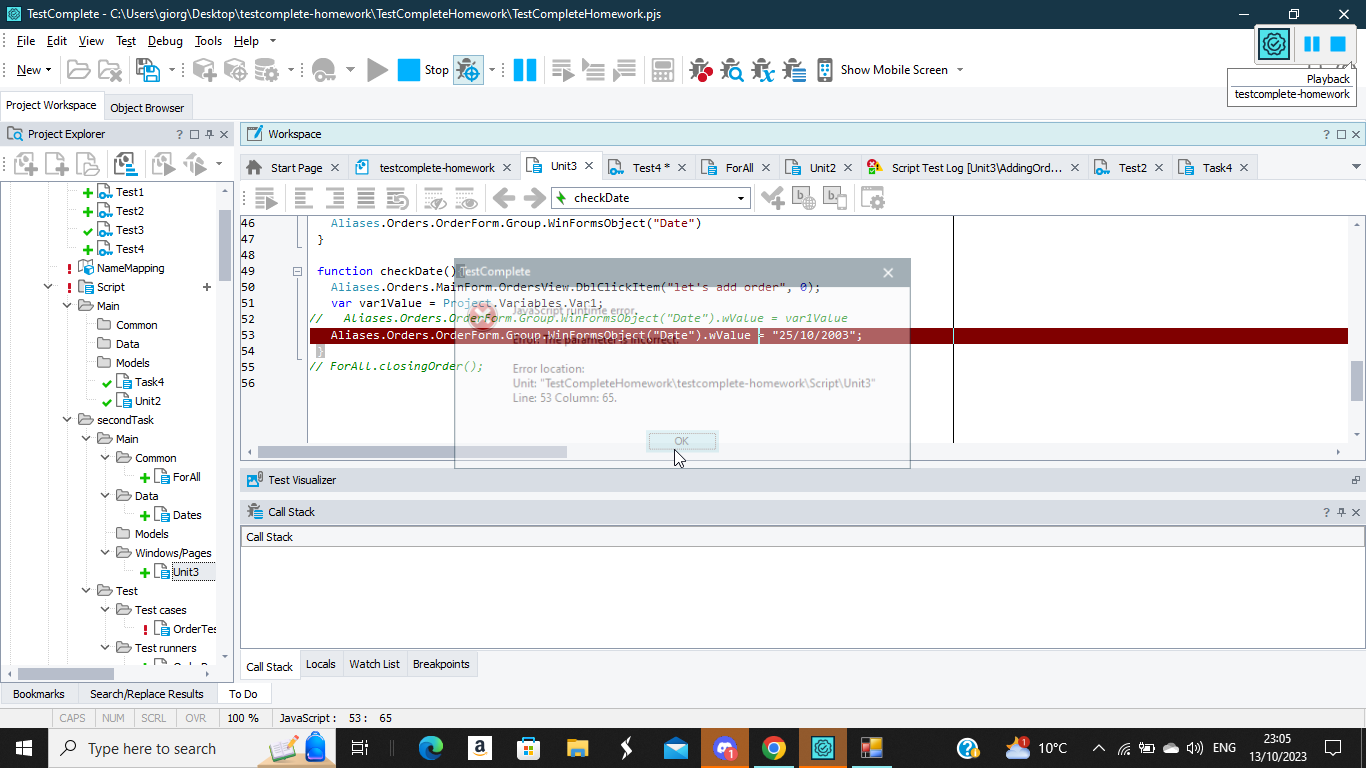 TestComplete - C:\Users\giorg\Desktop\testcomplete-homework\TestCompleteHomework\TestCompleteHomework.pjs
File Edit View Test Debug Tools Help
New Stop Show Mobile Screen
Playback
testcomplete-homework
Project Workspace Object Browser
Project Explorer
Workspace
Start Page testcomplete-homework Unit3 Test4 * ForAll Unit2 Script Test Log [Unit3\AddingOrd... Test2 Task4
checkDate
Test1
Test2
Test3
Test4
NameMapping
Script
Main
Common
Data
Models
Task4
Unit2
secondTask
Main
Common
ForAll
Data
Dates
Models
Windows/Pages
Unit3
Test
Test cases
OrderTes
Test runners
46 Aliases.Orders.OrderForm.Group.WinFormsObject("Date")
47 }
48
49 function checkDate(){
50 Aliases.Orders.MainForm.OrdersView.DblClickItem("let's add order", 0);
51 var var1Value = Project.Variables.Var1;
52 // Aliases.Orders.OrderForm.Group.WinFormsObject("Date").wValue = var1Value
53 Aliases.Orders.OrderForm.Group.WinFormsObject("Date").wValue = "25/10/2003";
54 }
55 // ForAll.closingOrder();
56
TestComplete
JavaScript runtime error.
Error: The parameter is incorrect.
Error location:
Unit: "TestCompleteHomework\testcomplete-homework\Script\Unit3"
Line: 53 Column: 65.
OK
Test Visualizer
Call Stack
Call Stack
Call Stack Locals Watch List Breakpoints
Bookmarks Search/Replace Results To Do
CAPS NUM SCRL OVR 100 % JavaScript : 53 : 65
Type here to search
1
10°C
ENG
23:05
13/10/2023